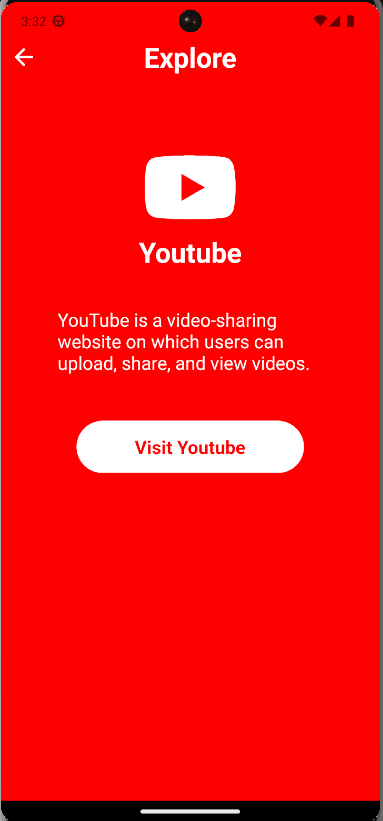 3:32
Explore
Youtube
YouTube is a video-sharing
website on which users can
upload, share, and view videos.
Visit Youtube